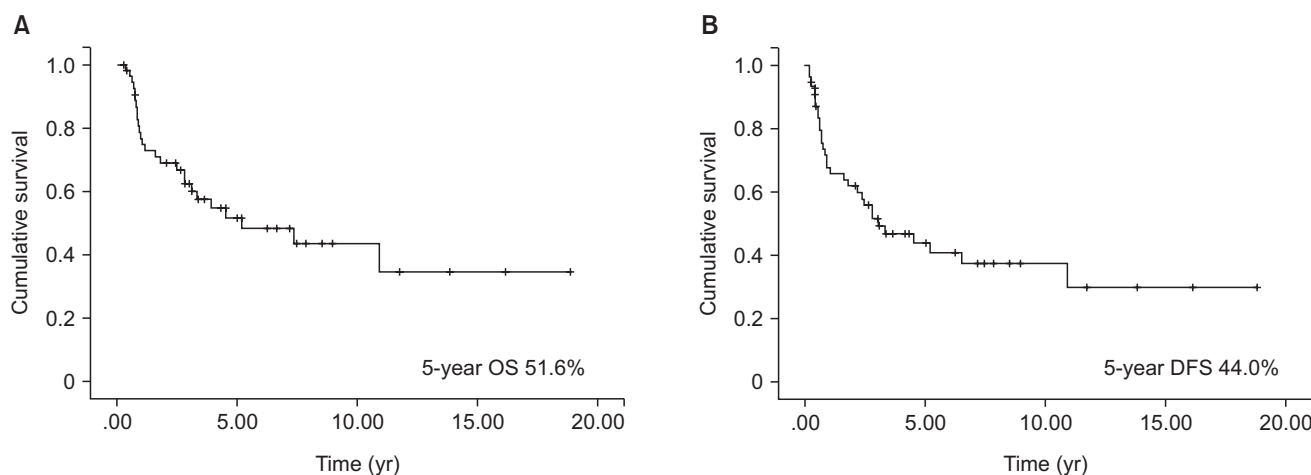 A
Cumulative survival
1.0
0.8
0.6
0.4
0.2
0
5-year OS 51.6%
.00 5.00 10.00 15.00 20.00
Time (yr)
B
Cumulative survival
1.0
0.8
0.6
0.4
0.2
0
5-year DFS 44.0%
.00 5.00 10.00 15.00 20.00
Time (yr)